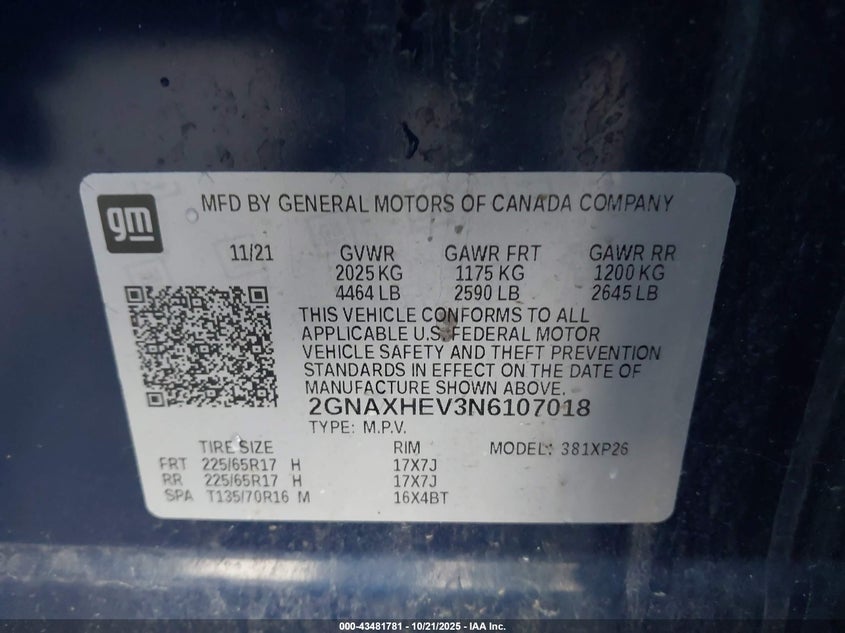 gm
MFD BY GENERAL MOTORS OF CANADA COMPANY
11/21 GVWR GAWR FRT GAWR RR
2025 KG 1175 KG 1200 KG
4464 LB 2590 LB 2645 LB
THIS VEHICLE CONFORMS TO ALL
APPLICABLE U.S. FEDERAL MOTOR
VEHICLE SAFETY AND THEFT PREVENTION
STANDARDS IN EFFECT ON THE DATE OF
MANUFACTURE SHOWN ABOVE.
2GNAXHEV3N6107018
TYPE: M.P.V.
TIRE SIZE RIM MODEL: 381XP26
FRT 225/65R17 H 17X7J
RR 225/65R17 H 17X7J
SPA T135/70R16 M 16X4BT
000-43481781 - 10/21/2025 - IAA Inc.